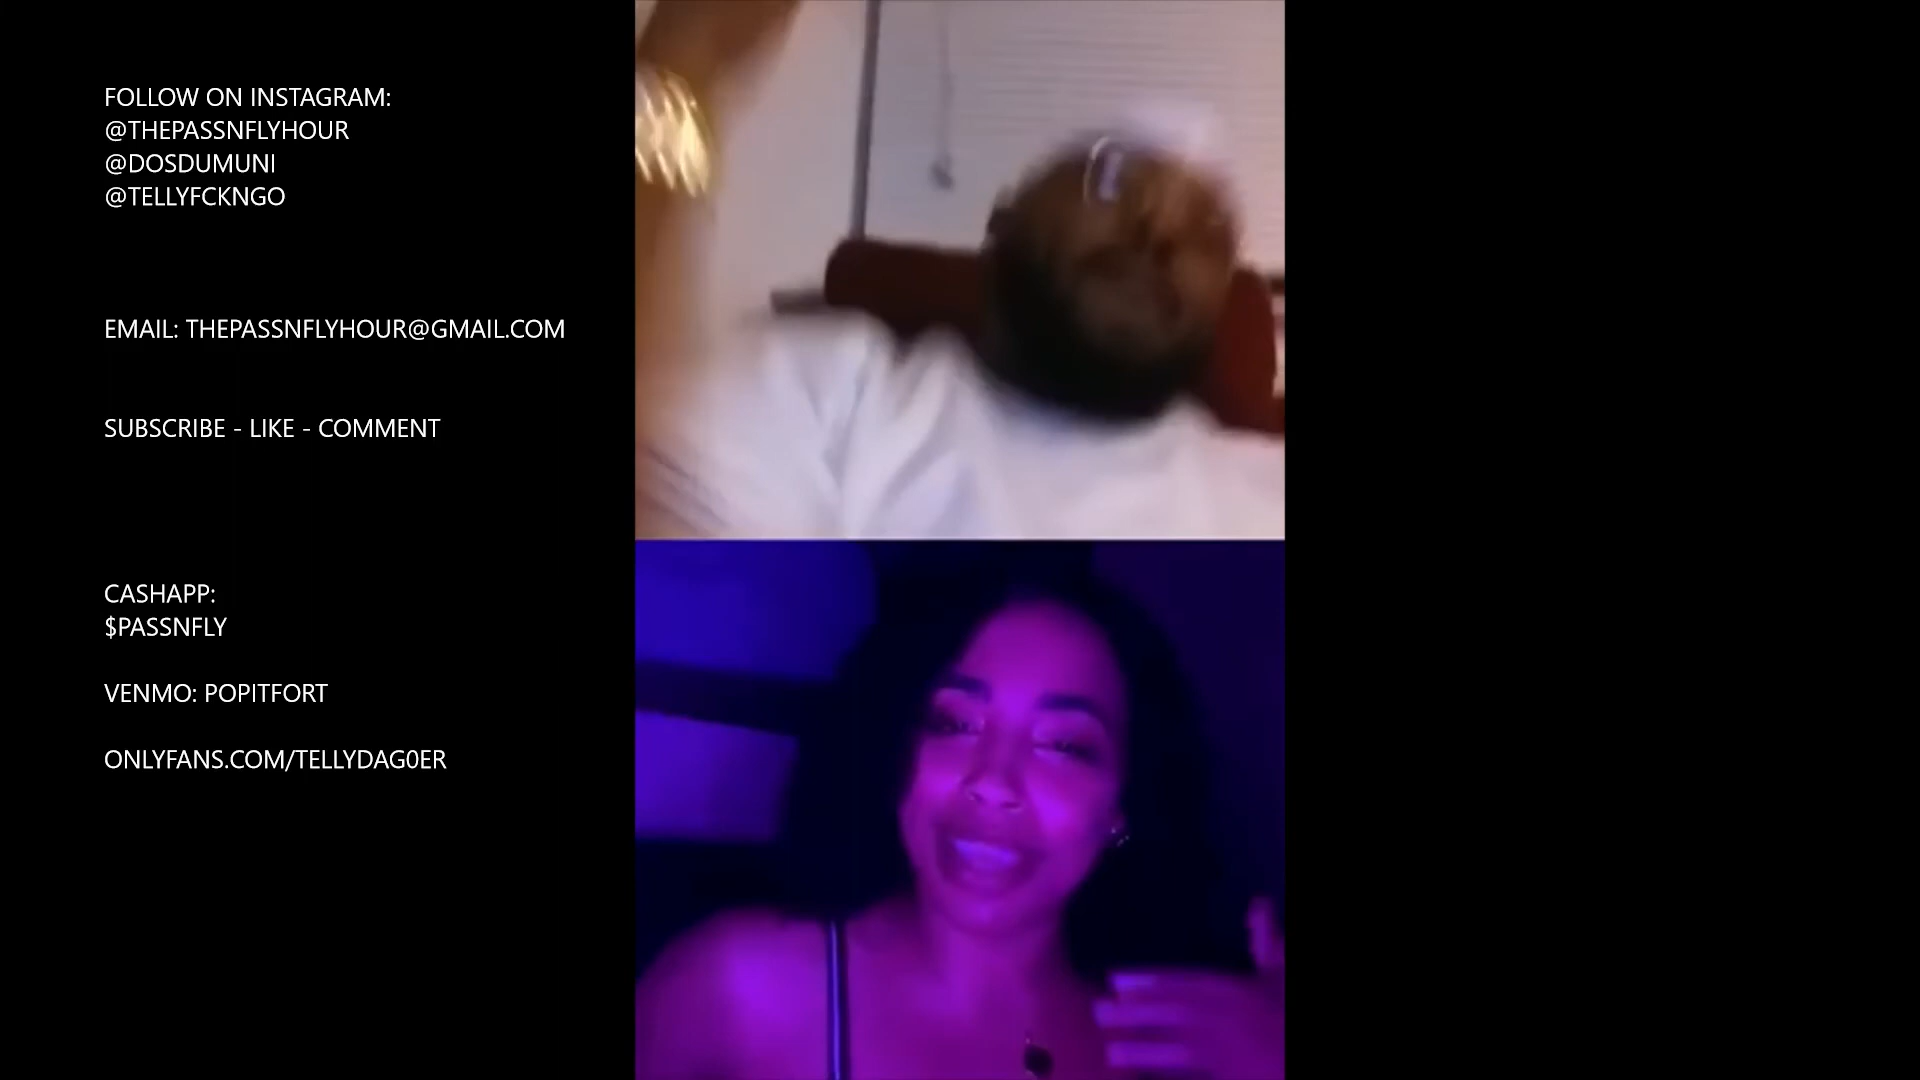 FOLLOW ON INSTAGRAM:
@THEPASSNFLYHOUR
@DOSDUMUNI
@TELLYFCKNGO
EMAIL: THEPASSNFLYHOUR@GMAIL.COM
SUBSCRIBE - LIKE - COMMENT
CASHAPP:
$PASSNFLY
VENMO: POPITFORT
ONLYFANS.COM/TELLYDAG0ER